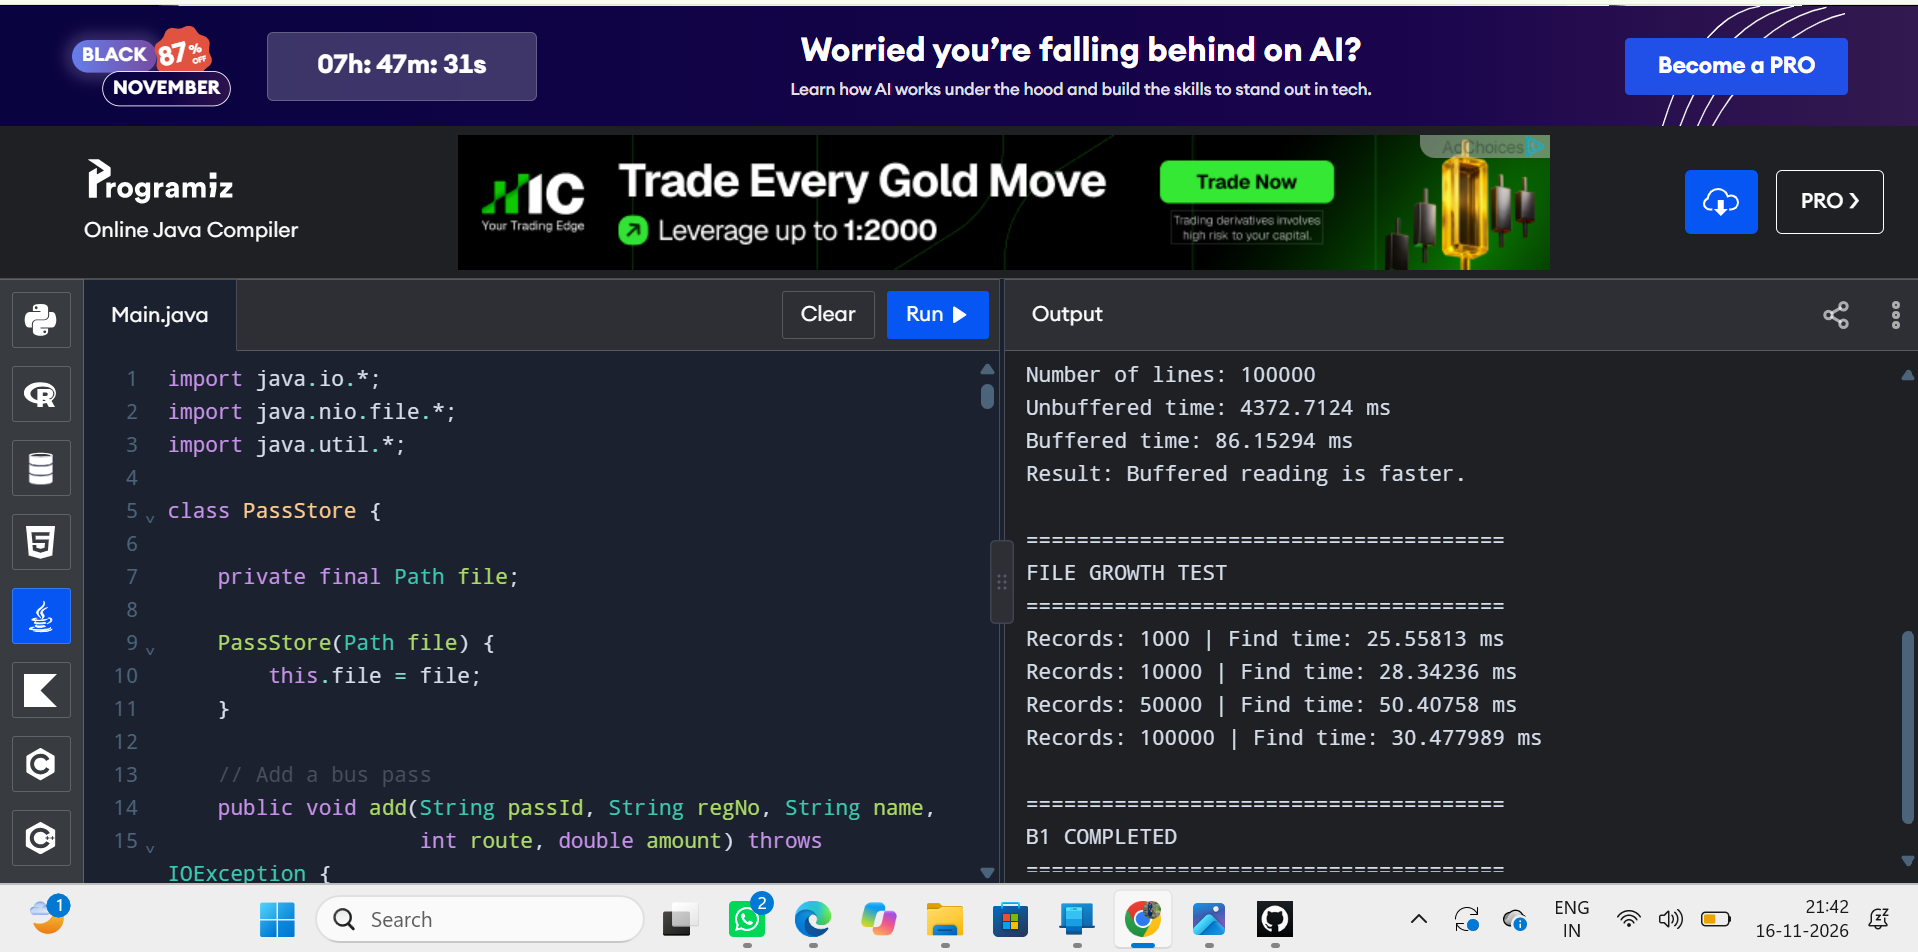 BLACK 87% OFF
NOVEMBER
07h: 47m: 31s
Worried you're falling behind on AI?
Learn how AI works under the hood and build the skills to stand out in tech.
Become a PRO
Programiz
Online Java Compiler
HIC
Your Trading Edge
Trade Every Gold Move
Leverage up to 1:2000
Trade Now
Trading derivatives involves
high risk to your capital.
AdChoices
PRO
Main.java
Clear
Run
Output
1 import java.io.*;
2 import java.nio.file.*;
3 import java.util.*;
4
5 class PassStore {
6
7 private final Path file;
8
9 PassStore(Path file) {
10 this.file = file;
11 }
12
13 // Add a bus pass
14 public void add(String passId, String regNo, String name,
15 int route, double amount) throws
IOException {
Number of lines: 100000
Unbuffered time: 4372.7124 ms
Buffered time: 86.15294 ms
Result: Buffered reading is faster.
======================================
FILE GROWTH TEST
======================================
Records: 1000 | Find time: 25.55813 ms
Records: 10000 | Find time: 28.34236 ms
Records: 50000 | Find time: 50.40758 ms
Records: 100000 | Find time: 30.477989 ms
======================================
B1 COMPLETED
======================================
1
Search
2
ENG
IN
21:42
16-11-2026